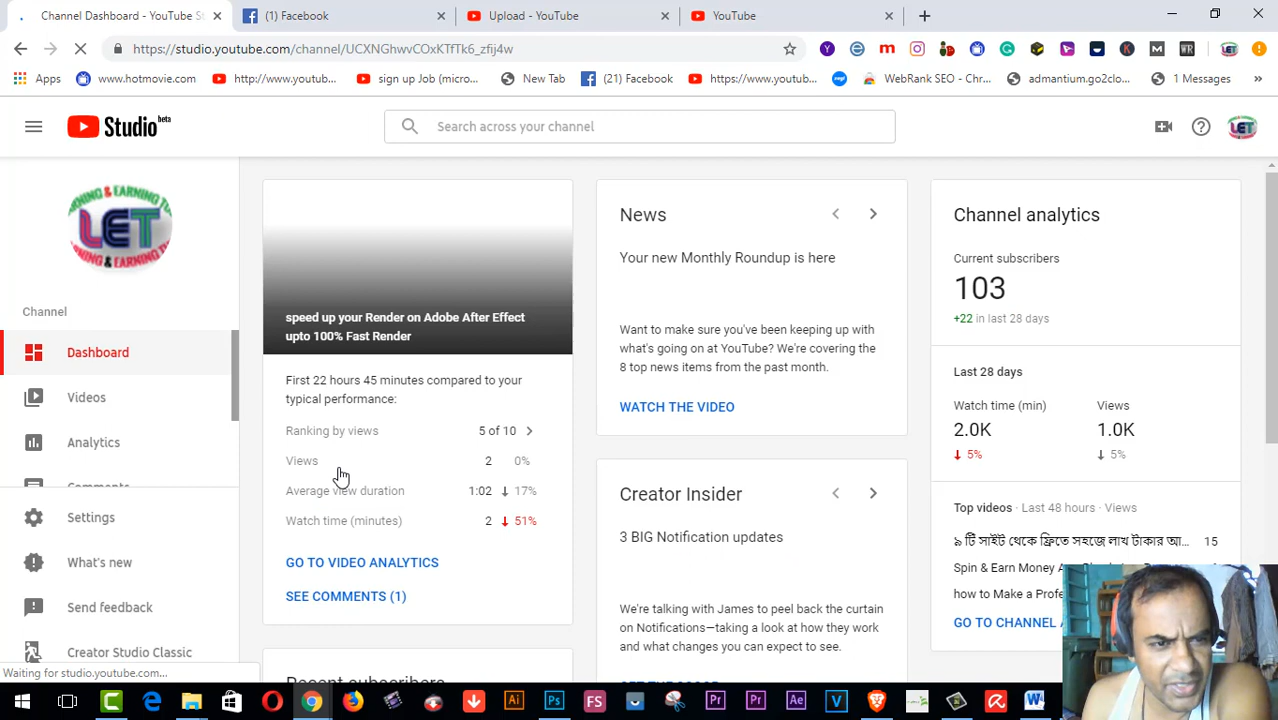 Channel Dashboard - YouTube S
(1) Facebook
Upload - YouTube
YouTube
https://studio.youtube.com/channel/UCXNGhwvCOxKTfTk6_zfij4w
Apps
www.hotmovie.com
http://www.youtub...
sign up Job (micro...
New Tab
(21) Facebook
https://www.youtub...
WebRank SEO - Chr...
admantium.go2clo...
1 Messages
Studio beta
Search across your channel
LET
LET
Channel
Dashboard
Videos
Analytics
Comments
Settings
What's new
Send feedback
Creator Studio Classic
Waiting for studio.youtube.com...
speed up your Render on Adobe After Effect
upto 100% Fast Render
First 22 hours 45 minutes compared to your
typical performance:
Ranking by views 5 of 10
Views 2 0%
Average view duration 1:02 17%
Watch time (minutes) 2 51%
GO TO VIDEO ANALYTICS
SEE COMMENTS (1)
Recent subscribers
News
Your new Monthly Roundup is here
Want to make sure you've been keeping up with
what's going on at YouTube? We're covering the
8 top news items from the past month.
WATCH THE VIDEO
Creator Insider
3 BIG Notification updates
We're talking with James to peel back the curtain
on Notifications—taking a look at how they work
and what changes you can expect to see.
Channel analytics
Current subscribers
103
+22 in last 28 days
Last 28 days
Watch time (min) Views
2.0K 1.0K
5% 5%
Top videos · Last 48 hours · Views
৯ টি সাইট থেকে ফ্রিতে সহজে লাখ টাকার আ... 15
Spin & Earn Money
how to Make a Profe
GO TO CHANNEL